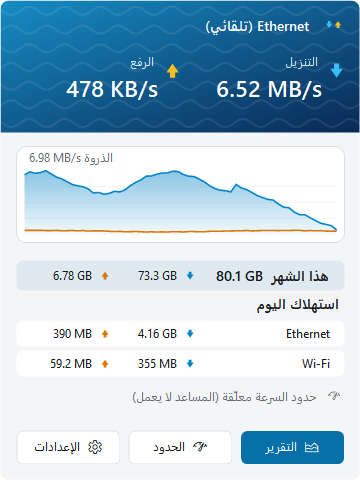 Ethernet (تلقائي)
التنزيل
6.52 MB/s
الرفع
478 KB/s
الذروة 6.98 MB/s
هذا الشهر 80.1 GB 73.3 GB 6.78 GB
استهلاك اليوم
Ethernet 4.16 GB 390 MB
Wi-Fi 355 MB 59.2 MB
حدود السرعة معلّقة (المساعد لا يعمل)
التقرير
الحدود
الإعدادات